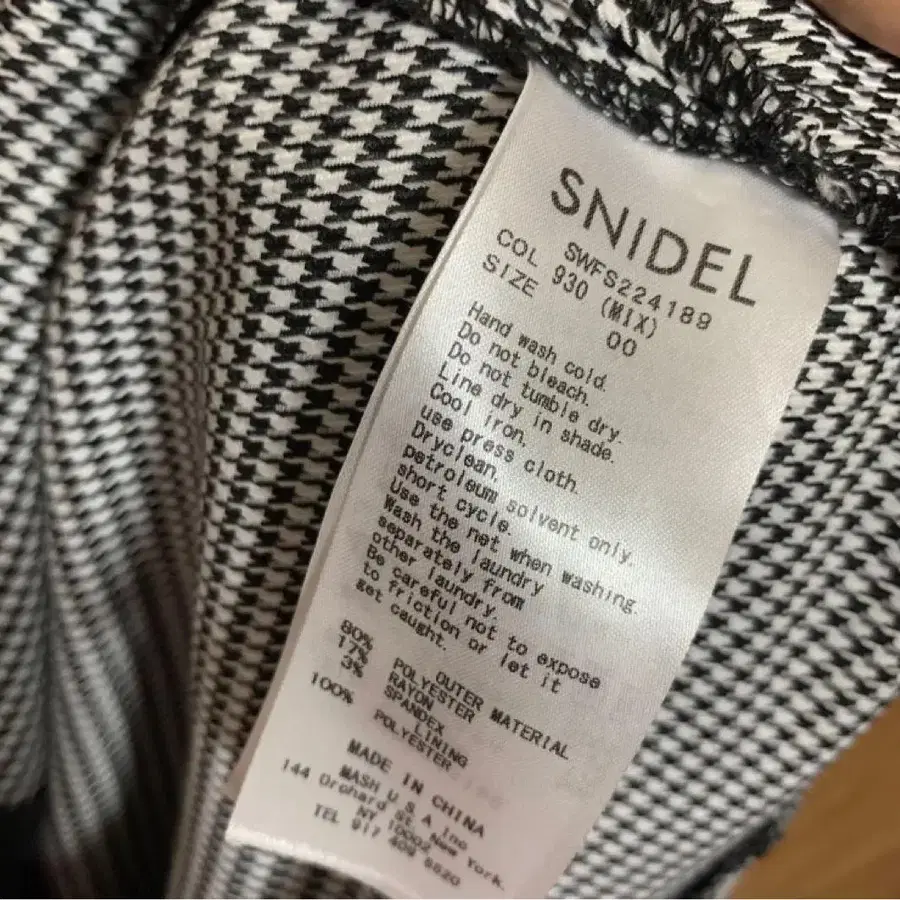 SNIDEL
SWFS224189
COL 930 (MIX)
SIZE 00
Hand wash cold.
Do not bleach.
Do not tumble dry.
Line dry in shade.
Cool iron.
use press cloth.
Dryclean.
petroleum solvent only.
short cycle.
Use the net when washing.
Wash the laundry
separately from
other laundry.
Be careful not to expose
to friction or let it
get caught.
OUTER MATERIAL
80% POLYESTER
17% RAYON
3% SPANDEX
LINING
100% POLYESTER
MADE IN CHINA
MASH U.S.A Inc
144 Orchard St. New York.
NY 10002
TEL 917 409